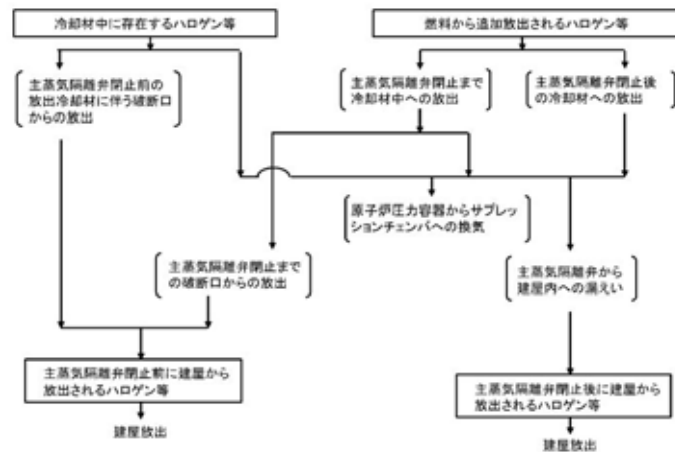 冷却材中に存在するハロゲン等
燃料から追加放出されるハロゲン等
主蒸気隔離弁閉止前の
放出冷却材に伴う破断口
からの放出
主蒸気隔離弁閉止まで
冷却材中への放出
主蒸気隔離弁閉止後
の冷却材への放出
原子炉圧力容器からサプレッ
ションチェンバへの換気
主蒸気隔離弁閉止まで
の破断口からの放出
主蒸気隔離弁から
建屋内への漏えい
主蒸気隔離弁閉止前に建屋から
放出されるハロゲン等
主蒸気隔離弁閉止後に建屋から
放出されるハロゲン等
建屋放出
建屋放出